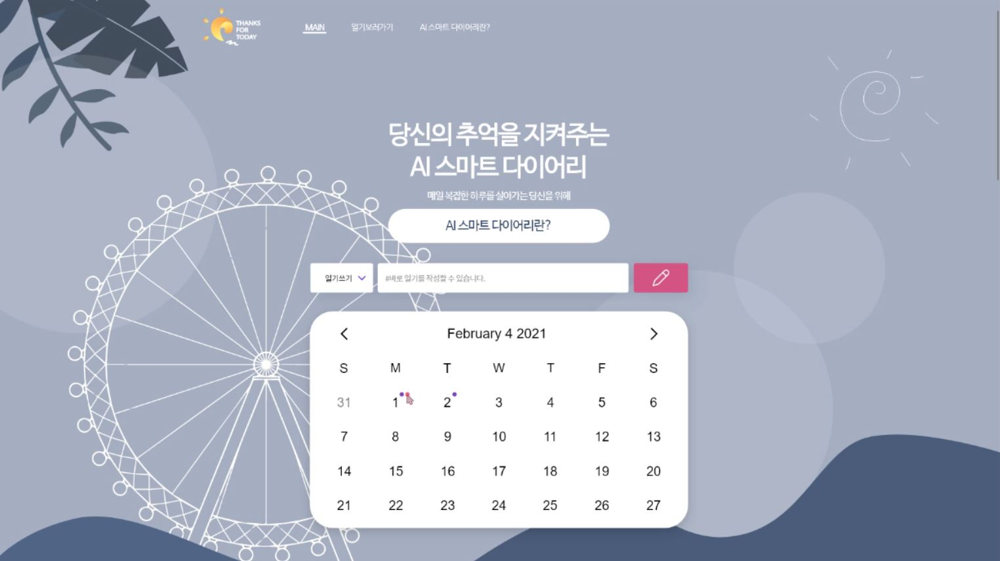 THANKS
FOR
TODAY
MAIN 일기보러가기 AI 스마트 다이어리란?
당신의 추억을 지켜주는
AI 스마트 다이어리
매일 복잡한 하루를 살아가는 당신을 위해
AI 스마트 다이어리란?
일기쓰기 #바로 일기를 작성할 수 있습니다.
February 4 2021
S M T W T F S
31 1 2 3 4 5 6
7 8 9 10 11 12 13
14 15 16 17 18 19 20
21 22 23 24 25 26 27